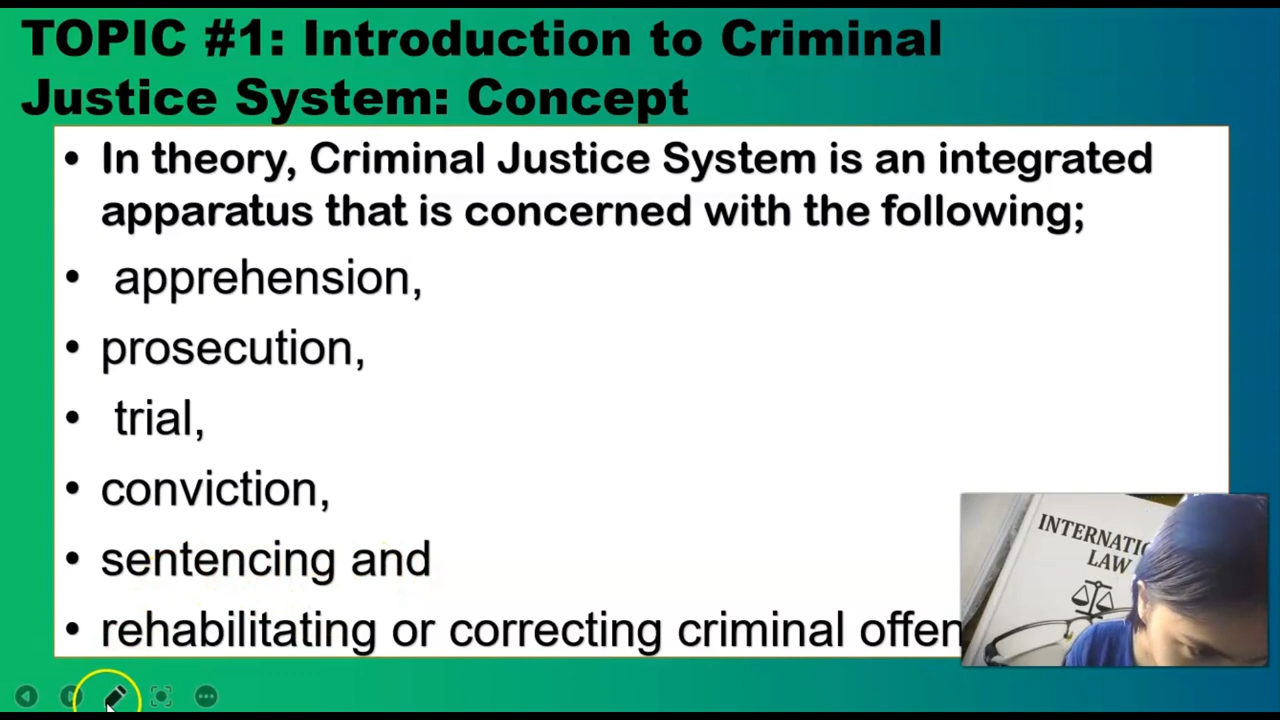 TOPIC #1: Introduction to Criminal
Justice System: Concept
• In theory, Criminal Justice System is an integrated
apparatus that is concerned with the following;
• apprehension,
• prosecution,
• trial,
• conviction,
• sentencing and
• rehabilitating or correcting criminal
LAW